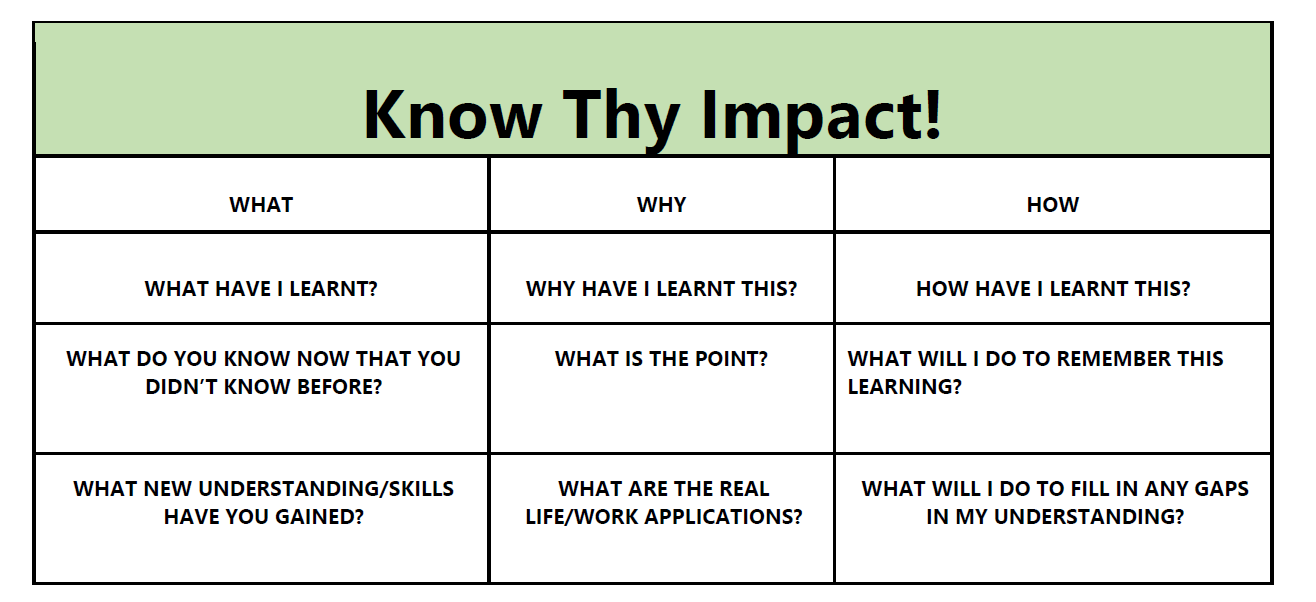 Know Thy Impact!
WHAT
WHY
HOW
WHAT HAVE I LEARNT?
WHY HAVE I LEARNT THIS?
HOW HAVE I LEARNT THIS?
WHAT DO YOU KNOW NOW THAT YOU
DIDN’T KNOW BEFORE?
WHAT IS THE POINT?
WHAT WILL I DO TO REMEMBER THIS
LEARNING?
WHAT NEW UNDERSTANDING/SKILLS
HAVE YOU GAINED?
WHAT ARE THE REAL
LIFE/WORK APPLICATIONS?
WHAT WILL I DO TO FILL IN ANY GAPS
IN MY UNDERSTANDING?